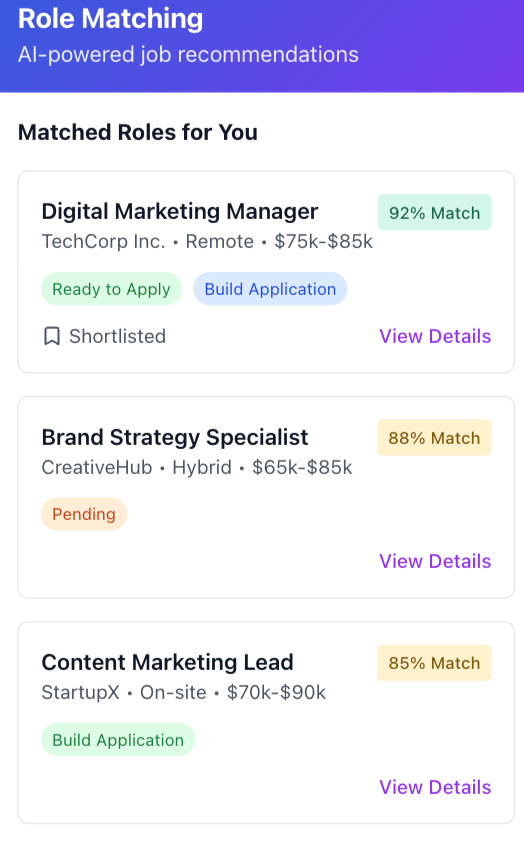 Role Matching
AI-powered job recommendations
Matched Roles for You
Digital Marketing Manager
92% Match
TechCorp Inc. • Remote • $75k-$85k
Ready to Apply
Build Application
Shortlisted
View Details
Brand Strategy Specialist
88% Match
CreativeHub • Hybrid • $65k-$85k
Pending
View Details
Content Marketing Lead
85% Match
StartupX • On-site • $70k-$90k
Build Application
View Details